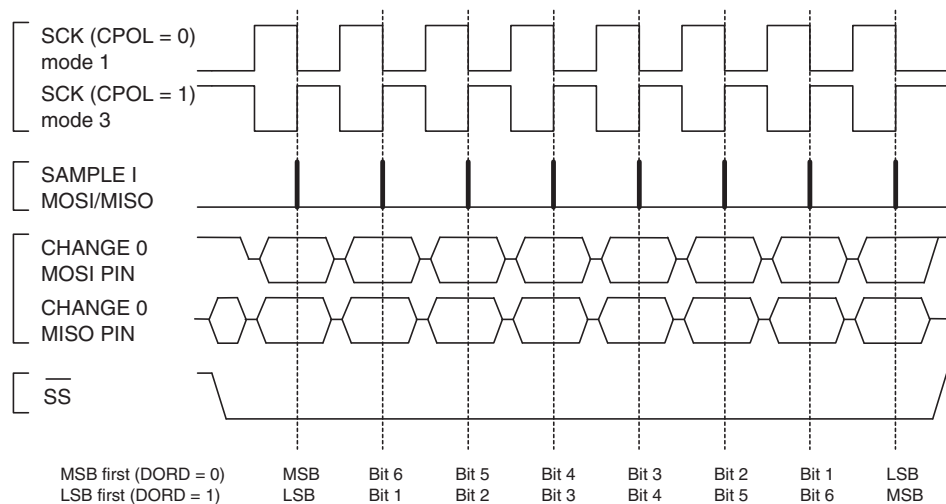 SCK (CPOL = 0)
mode 1
SCK (CPOL = 1)
mode 3
SAMPLE I
MOSI/MISO
CHANGE 0
MOSI PIN
CHANGE 0
MISO PIN
SS
MSB first (DORD = 0) MSB Bit 6 Bit 5 Bit 4 Bit 3 Bit 2 Bit 1 LSB
LSB first (DORD = 1) LSB Bit 1 Bit 2 Bit 3 Bit 4 Bit 5 Bit 6 MSB